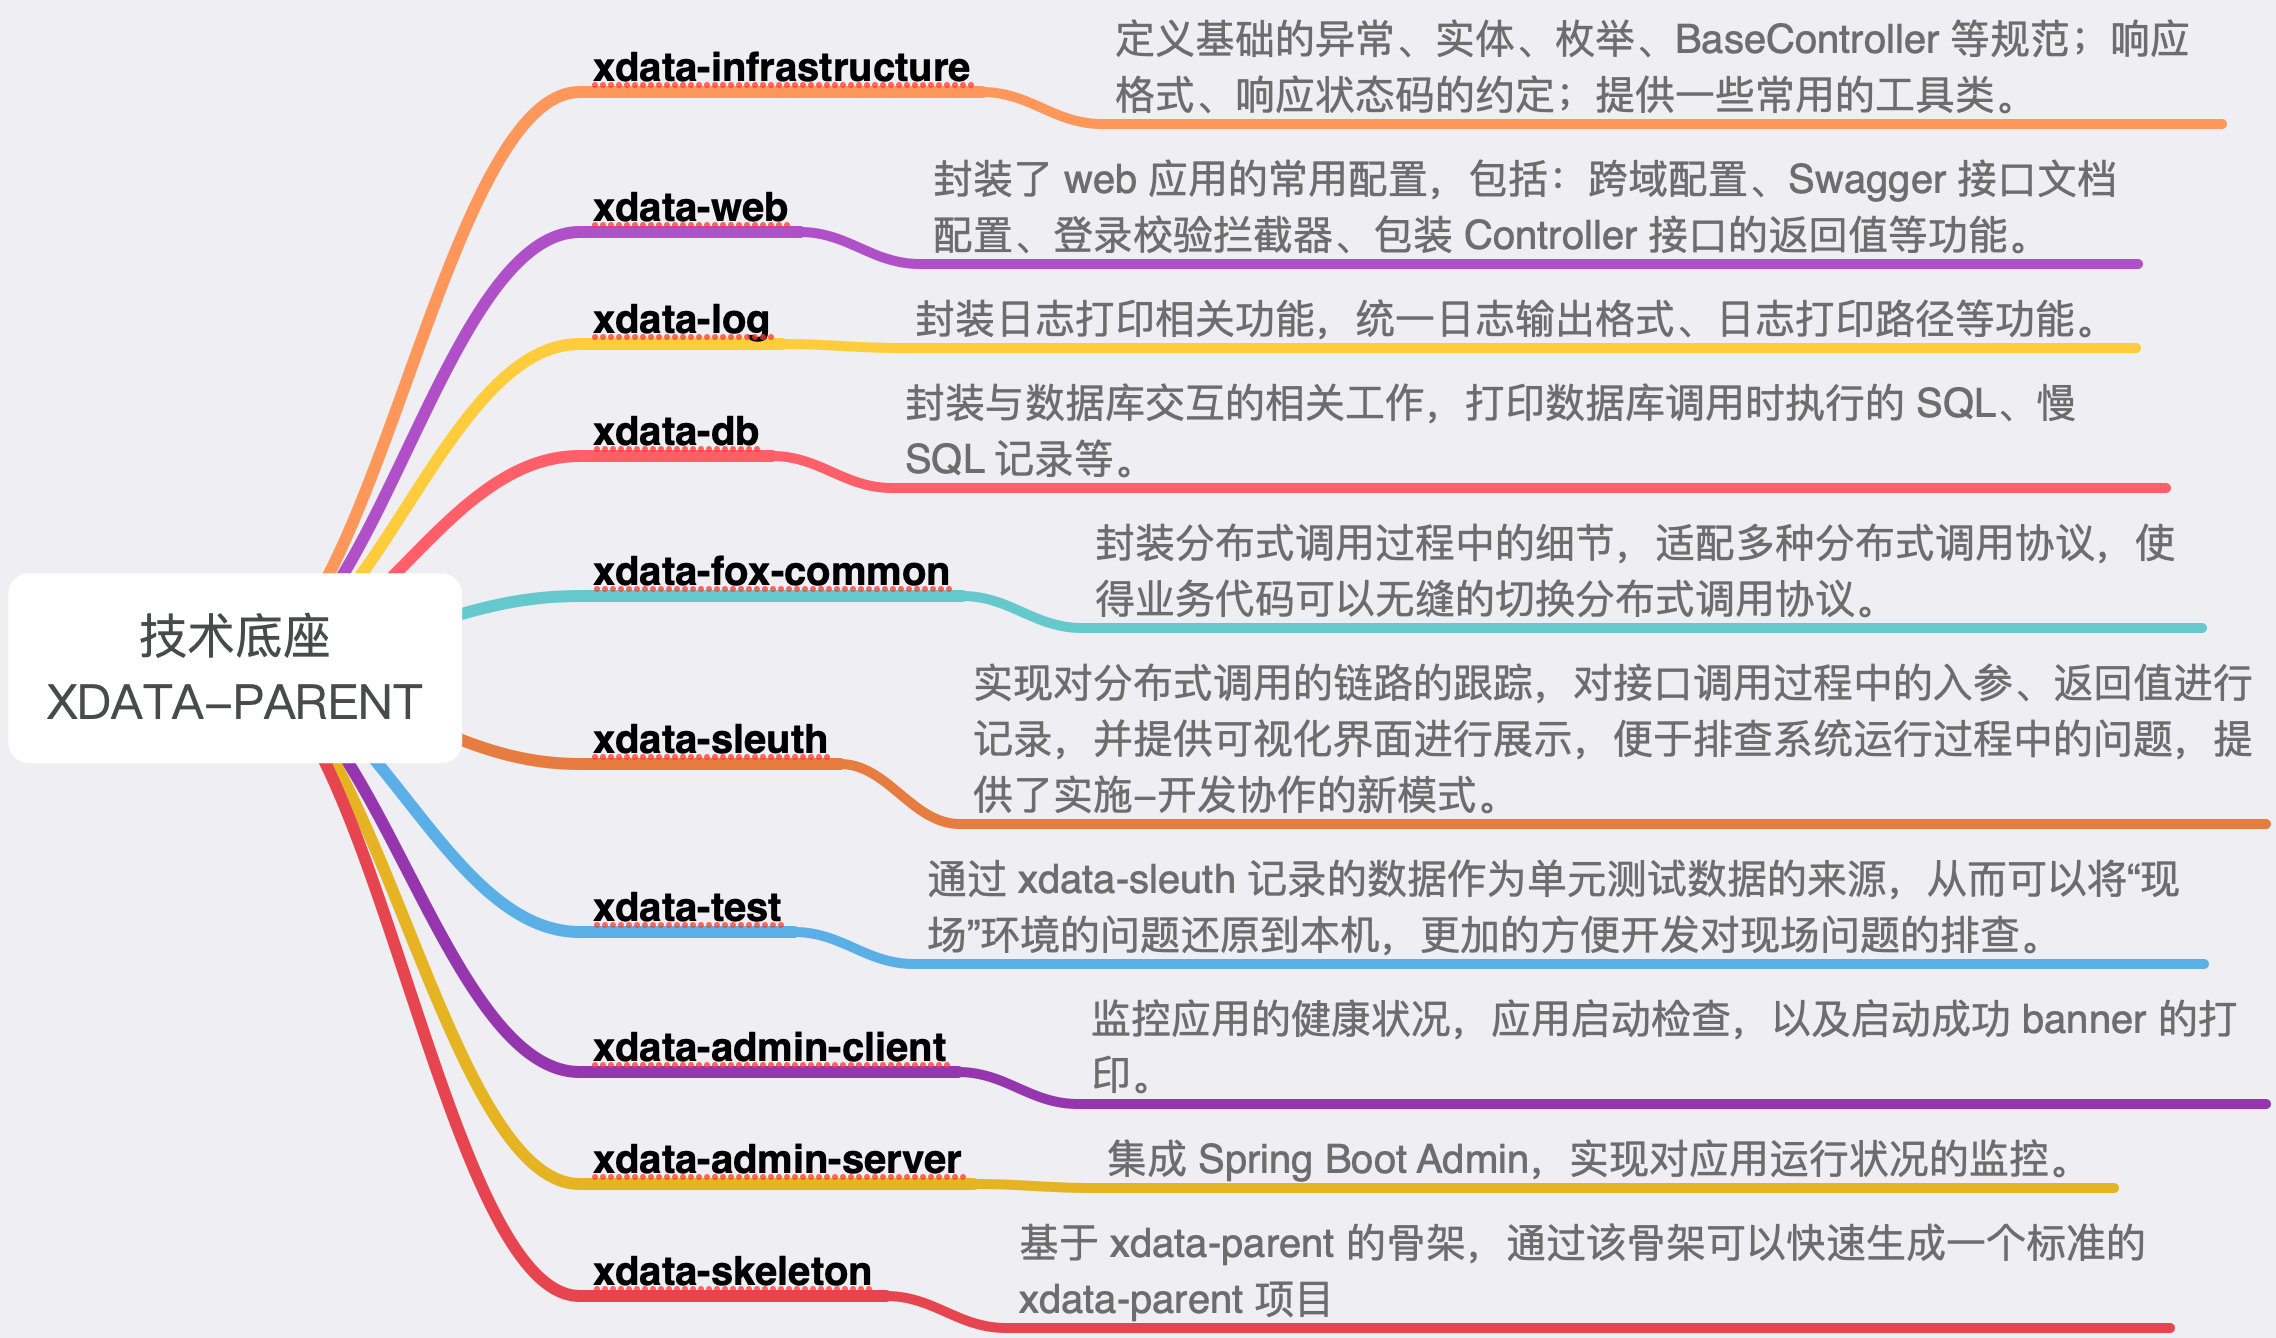 技术底座
XDATA-PARENT
xdata-infrastructure
定义基础的异常、实体、枚举、BaseController 等规范；响应
格式、响应状态码的约定；提供一些常用的工具类。
xdata-web
封装了 web 应用的常用配置，包括：跨域配置、Swagger 接口文档
配置、登录校验拦截器、包装 Controller 接口的返回值等功能。
xdata-log
封装日志打印相关功能，统一日志输出格式、日志打印路径等功能。
xdata-db
封装与数据库交互的相关工作，打印数据库调用时执行的 SQL、慢
SQL 记录等。
xdata-fox-common
封装分布式调用过程中的细节，适配多种分布式调用协议，使
得业务代码可以无缝的切换分布式调用协议。
xdata-sleuth
实现对分布式调用的链路的跟踪，对接口调用过程中的入参、返回值进行
记录，并提供可视化界面进行展示，便于排查系统运行过程中的问题，提
供了实施-开发协作的新模式。
xdata-test
通过 xdata-sleuth 记录的数据作为单元测试数据的来源，从而可以将“现
场”环境的问题还原到本机，更加的方便开发对现场问题的排查。
xdata-admin-client
监控应用的健康状况，应用启动检查，以及启动成功 banner 的打
印。
xdata-admin-server
集成 Spring Boot Admin，实现对应用运行状况的监控。
xdata-skeleton
基于 xdata-parent 的骨架，通过该骨架可以快速生成一个标准的
xdata-parent 项目